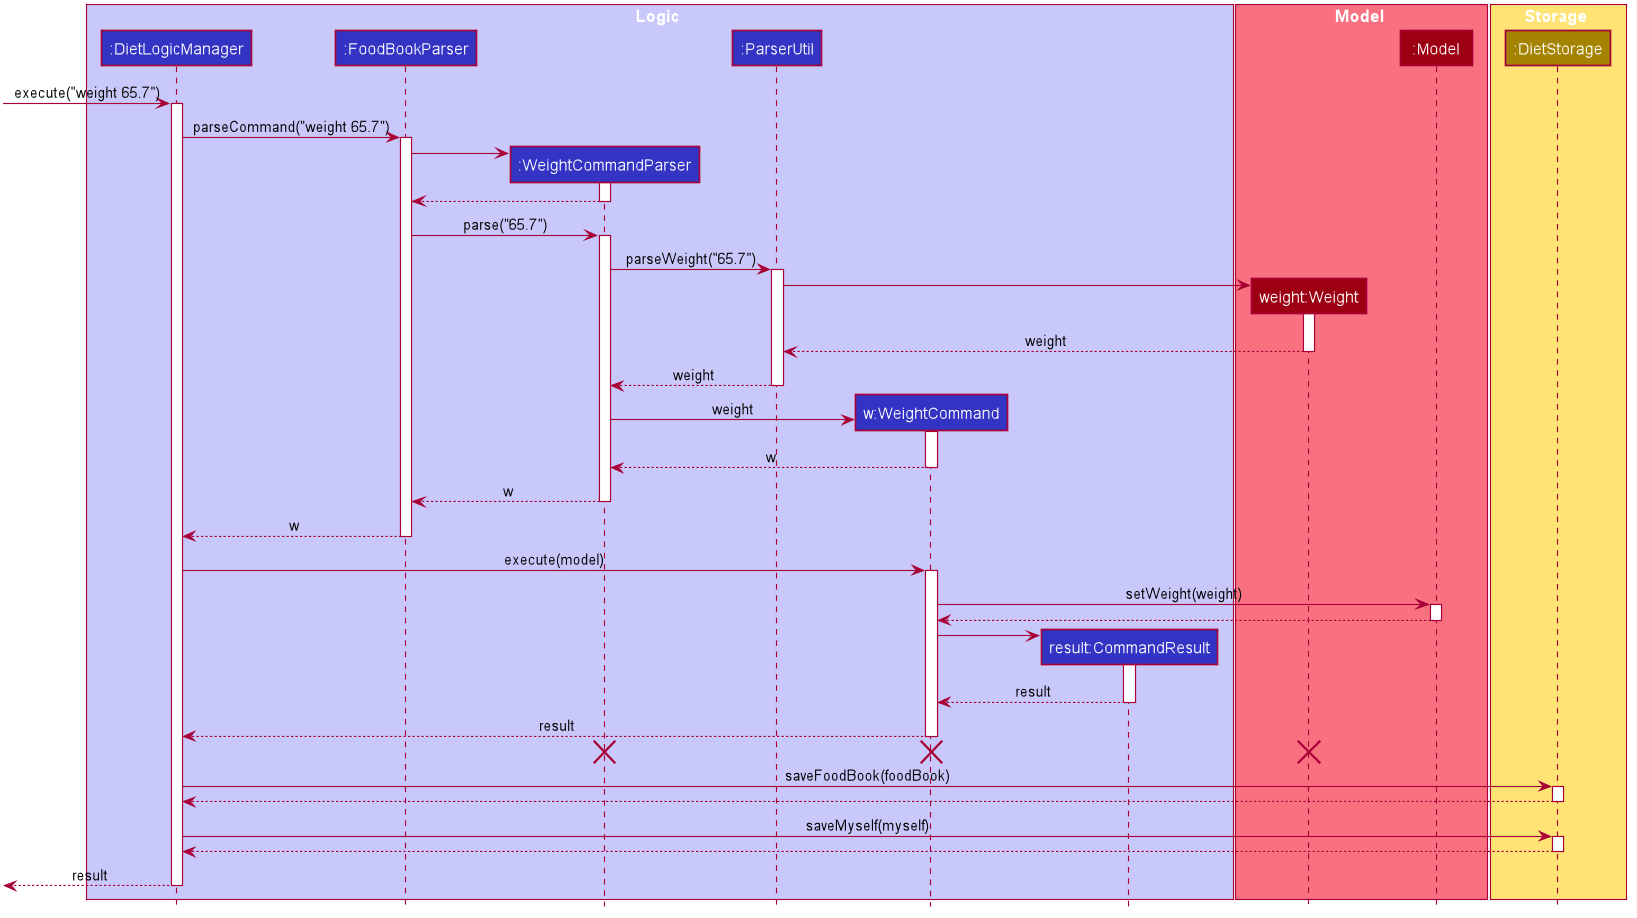 Logic
Model
Storage
:DietLogicManager
:FoodBookParser
:ParserUtil
:Model
:DietStorage
execute("weight 65.7")
parseCommand("weight 65.7")
:WeightCommandParser
parse("65.7")
parseWeight("65.7")
weight:Weight
weight
weight
weight
w:WeightCommand
w
w
w
execute(model)
setWeight(weight)
result:CommandResult
result
result
saveFoodBook(foodBook)
saveMyself(myself)
result